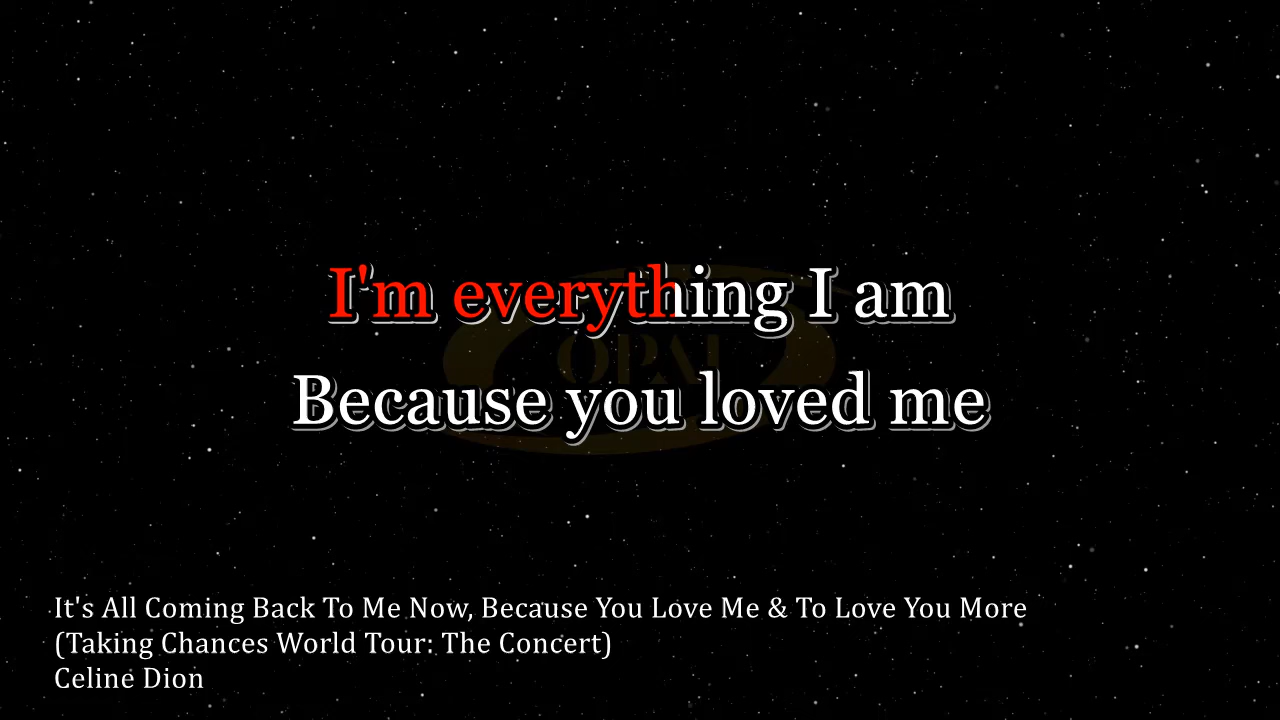 I'm everything I am
OPAL
Because you loved me
It's All Coming Back To Me Now, Because You Love Me & To Love You More
(Taking Chances World Tour: The Concert)
Celine Dion